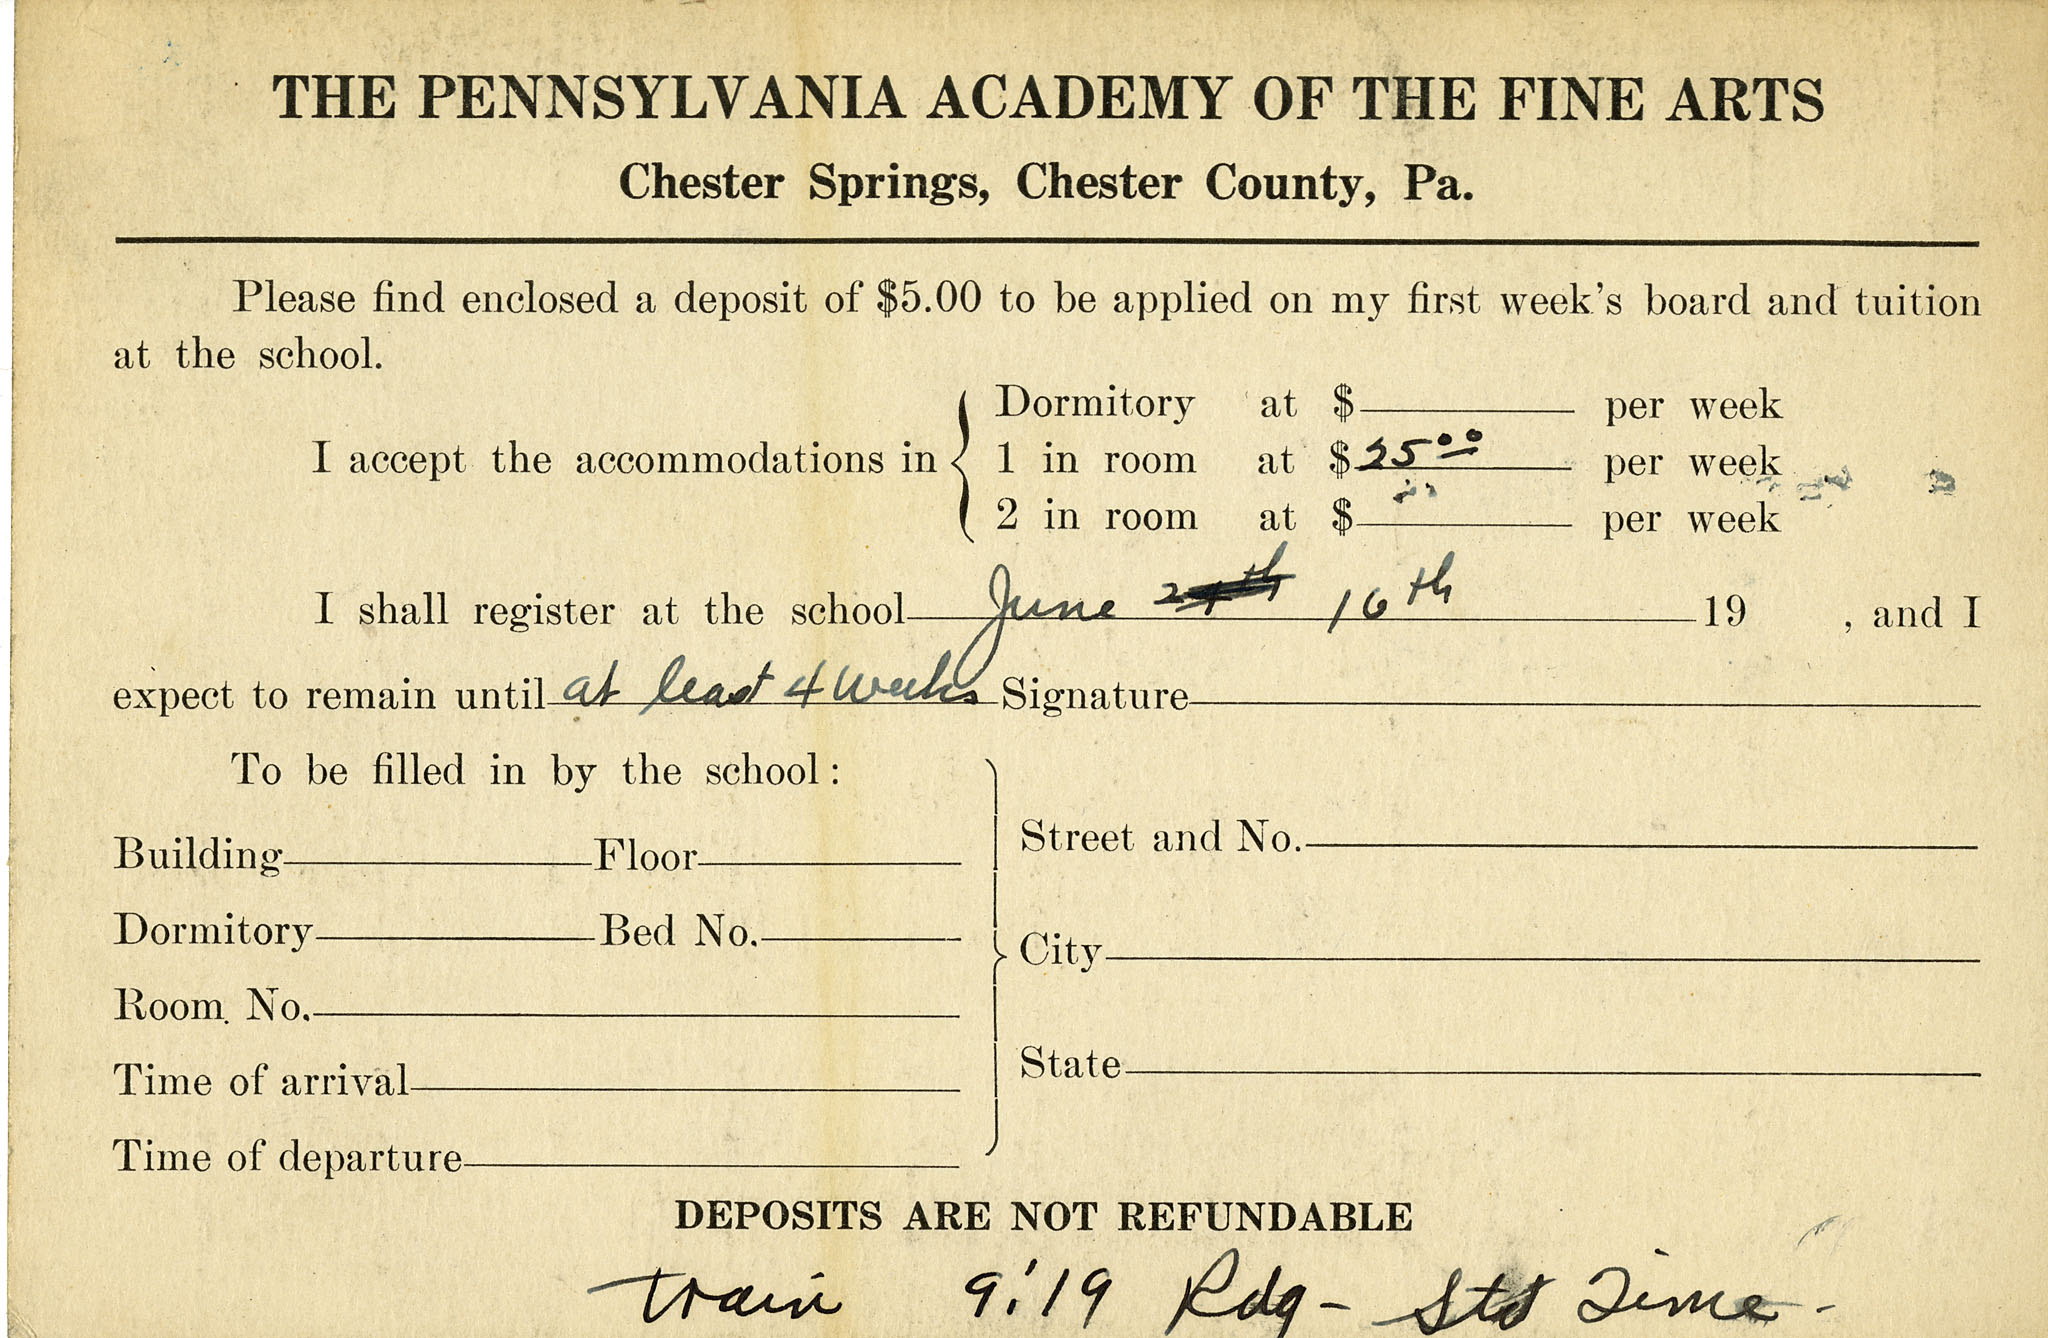 THE PENNSYLVANIA ACADEMY OF THE FINE ARTS
Chester Springs, Chester County, Pa.
Please find enclosed a deposit of $5.00 to be applied on my first week's board and tuition
at the school.
Dormitory at $ per week
I accept the accommodations in 1 in room at $25.00 per week
2 in room at $ per week
I shall register at the school June 24th 16th 19 , and I
expect to remain until at least 4 weeks Signature
To be filled in by the school:
Street and No.
Building Floor
Dormitory Bed No.
City
Room No.
State
Time of arrival
Time of departure
DEPOSITS ARE NOT REFUNDABLE
train 9:19 Rdg - Std Time -